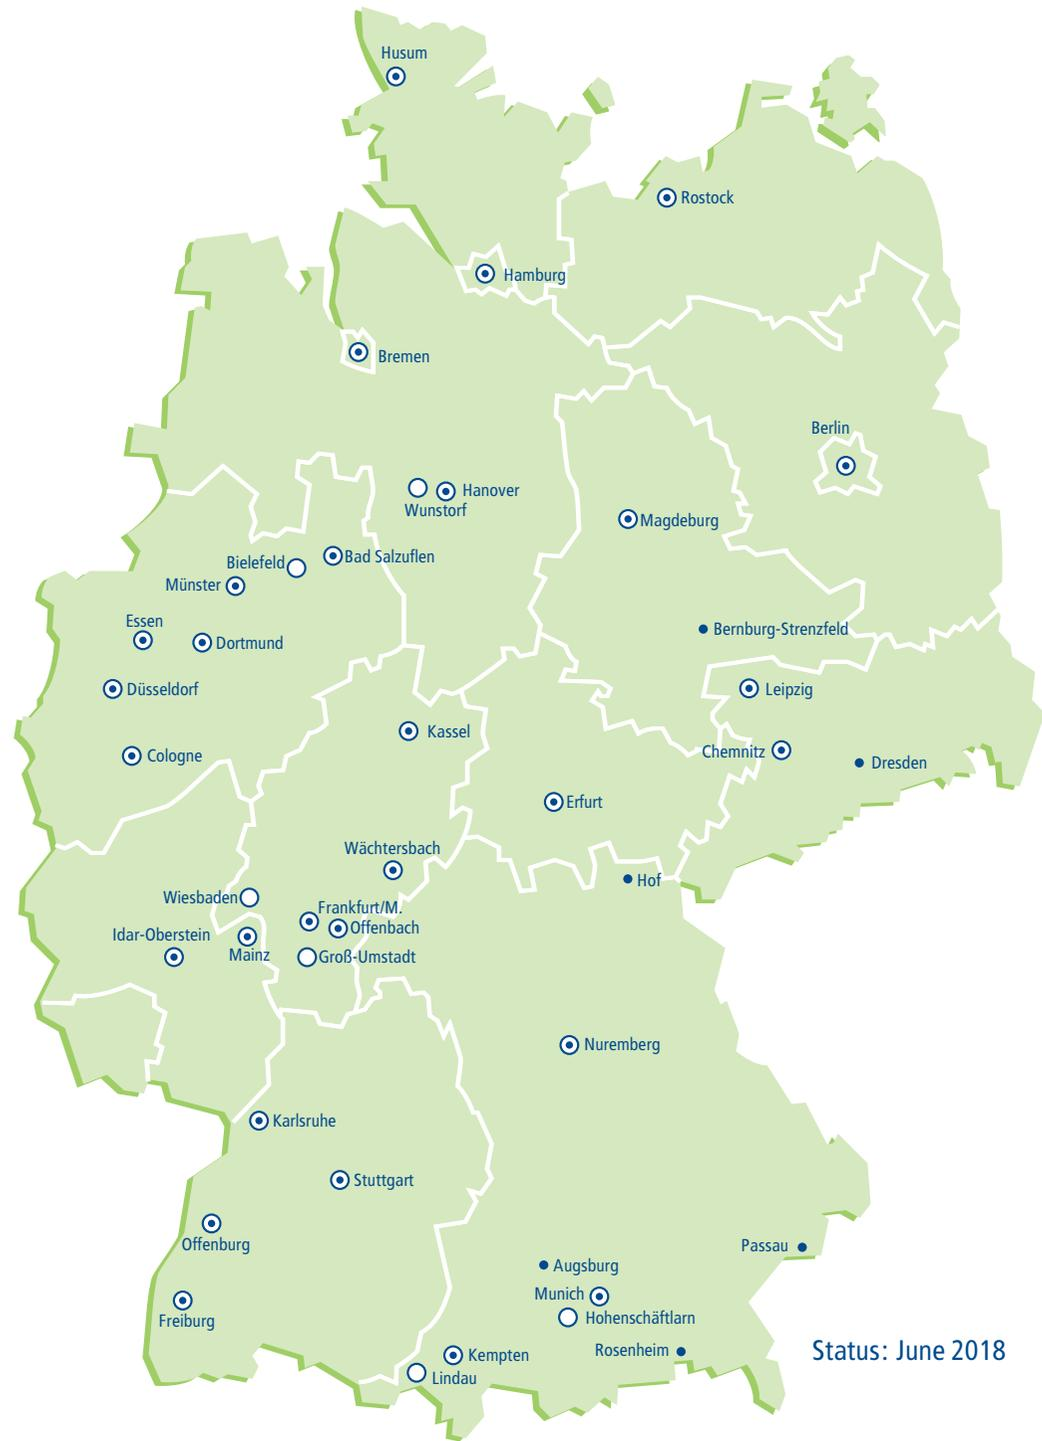 Husum
Rostock
Hamburg
Bremen
Berlin
Hanover
Wunstorf
Magdeburg
Bad Salzuflen
Bielefeld
Münster
Essen
Bernburg-Strenzfeld
Dortmund
Düsseldorf
Leipzig
Kassel
Chemnitz
Cologne
Dresden
Erfurt
Wächtersbach
Hof
Wiesbaden
Frankfurt/M.
Offenbach
Idar-Oberstein
Mainz
Groß-Umstadt
Nuremberg
Karlsruhe
Stuttgart
Offenburg
Passau
Augsburg
Munich
Hohenschäftlarn
Freiburg
Rosenheim
Status: June 2018
Kempten
Lindau